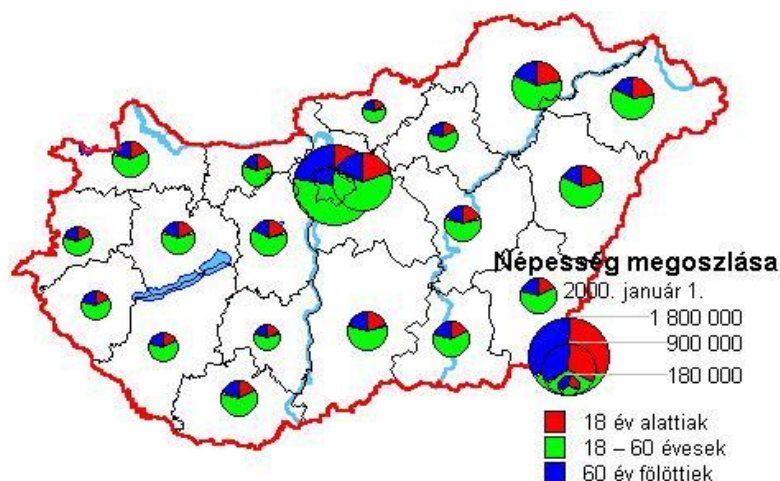 Népesség megoszlása
2000. január 1.
1 800 000
900 000
180 000
18 év alattiak
18 – 60 évesek
60 év fölöttiek